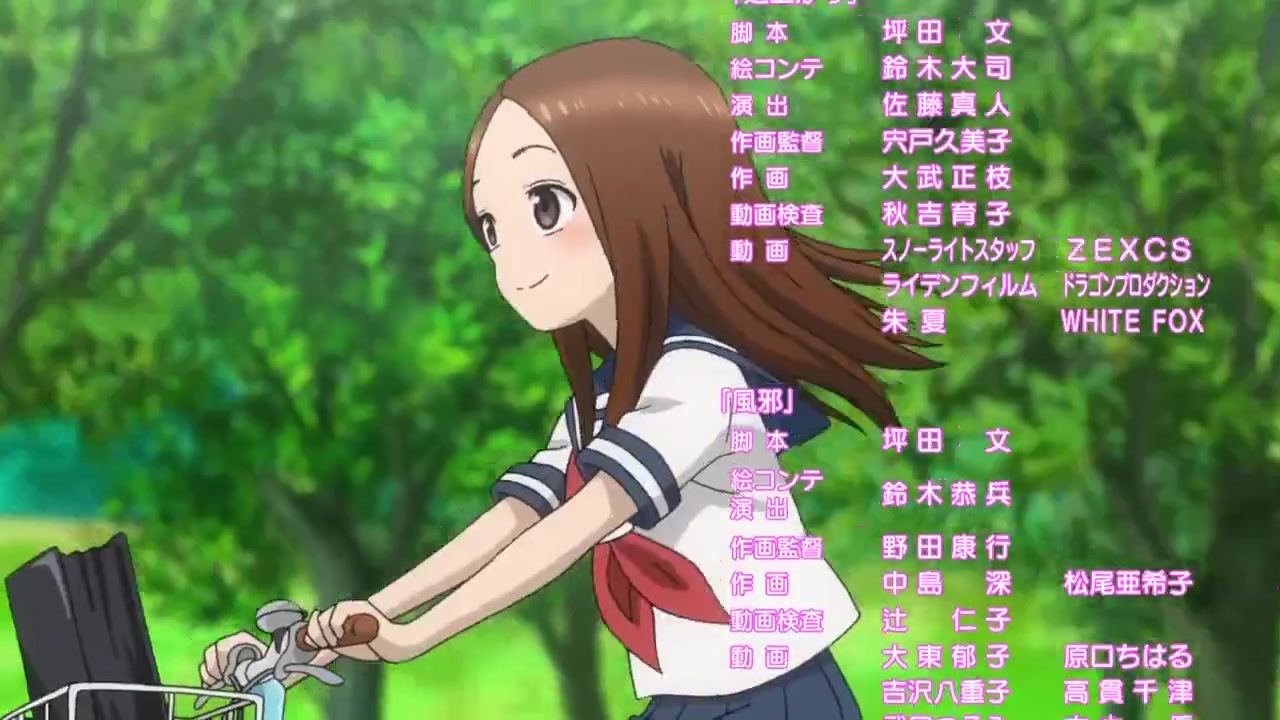 脚本 坪田 文
絵コンテ 鈴木大司
演出 佐藤真人
作画監督 宍戸久美子
作画 大武正枝
動画検査 秋吉育子
動画 スノーライトスタッフ ZEXCS
ライデンフィルム ドラゴンプロダクション
朱夏 WHITE FOX
「風邪」
脚本 坪田 文
絵コンテ
演出 鈴木恭兵
作画監督 野田康行
作画 中島 深 松尾亜希子
動画検査 辻 仁子
動画 大東郁子 原口ちはる
吉沢八重子 高貫千津